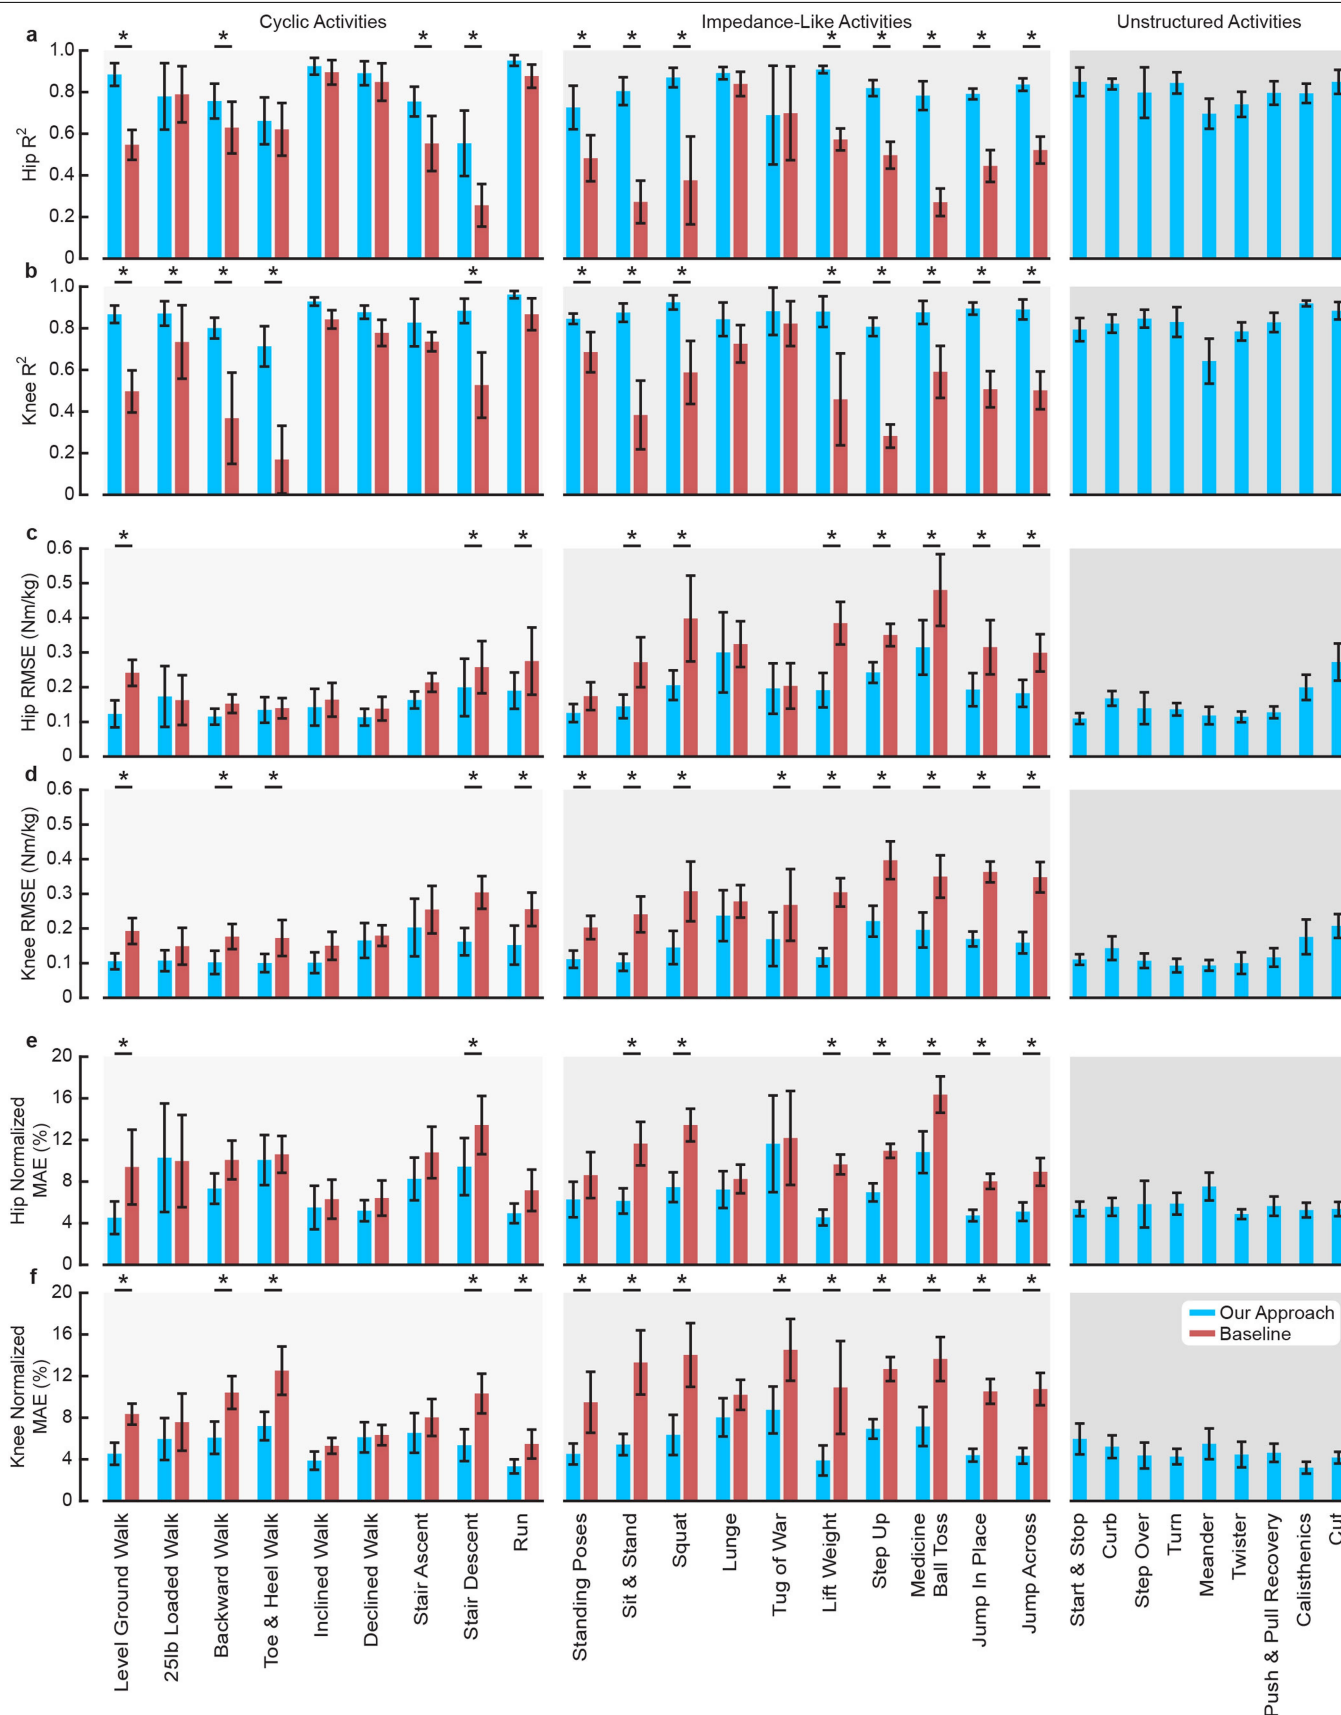 Cyclic Activities
Impedance-Like Activities
Unstructured Activities
a
* * * * * * * * * * * *
Hip R²
1.0
0.8
0.6
0.4
0.2
0
b
* * * * * * * * * * * * *
Knee R²
1.0
0.8
0.6
0.4
0.2
0
c
* * * * * * * * * *
Hip RMSE (Nm/kg)
0.6
0.5
0.4
0.3
0.2
0.1
0
d
* * * * * * * * * * * * * *
Knee RMSE (Nm/kg)
0.6
0.5
0.4
0.3
0.2
0.1
0
e
* * * * * * * * *
Hip Normalized
MAE (%)
20
16
12
8
4
0
f
* * * * * * * * * * * * * *
Knee Normalized
MAE (%)
20
16
12
8
4
0
Our Approach
Baseline
Level Ground Walk
25lb Loaded Walk
Backward Walk
Toe & Heel Walk
Inclined Walk
Declined Walk
Stair Ascent
Stair Descent
Run
Standing Poses
Sit & Stand
Squat
Lunge
Tug of War
Lift Weight
Step Up
Medicine
Ball Toss
Jump In Place
Jump Across
Start & Stop
Curb
Step Over
Turn
Meander
Twister
Push & Pull Recovery
Calisthenics
Cut